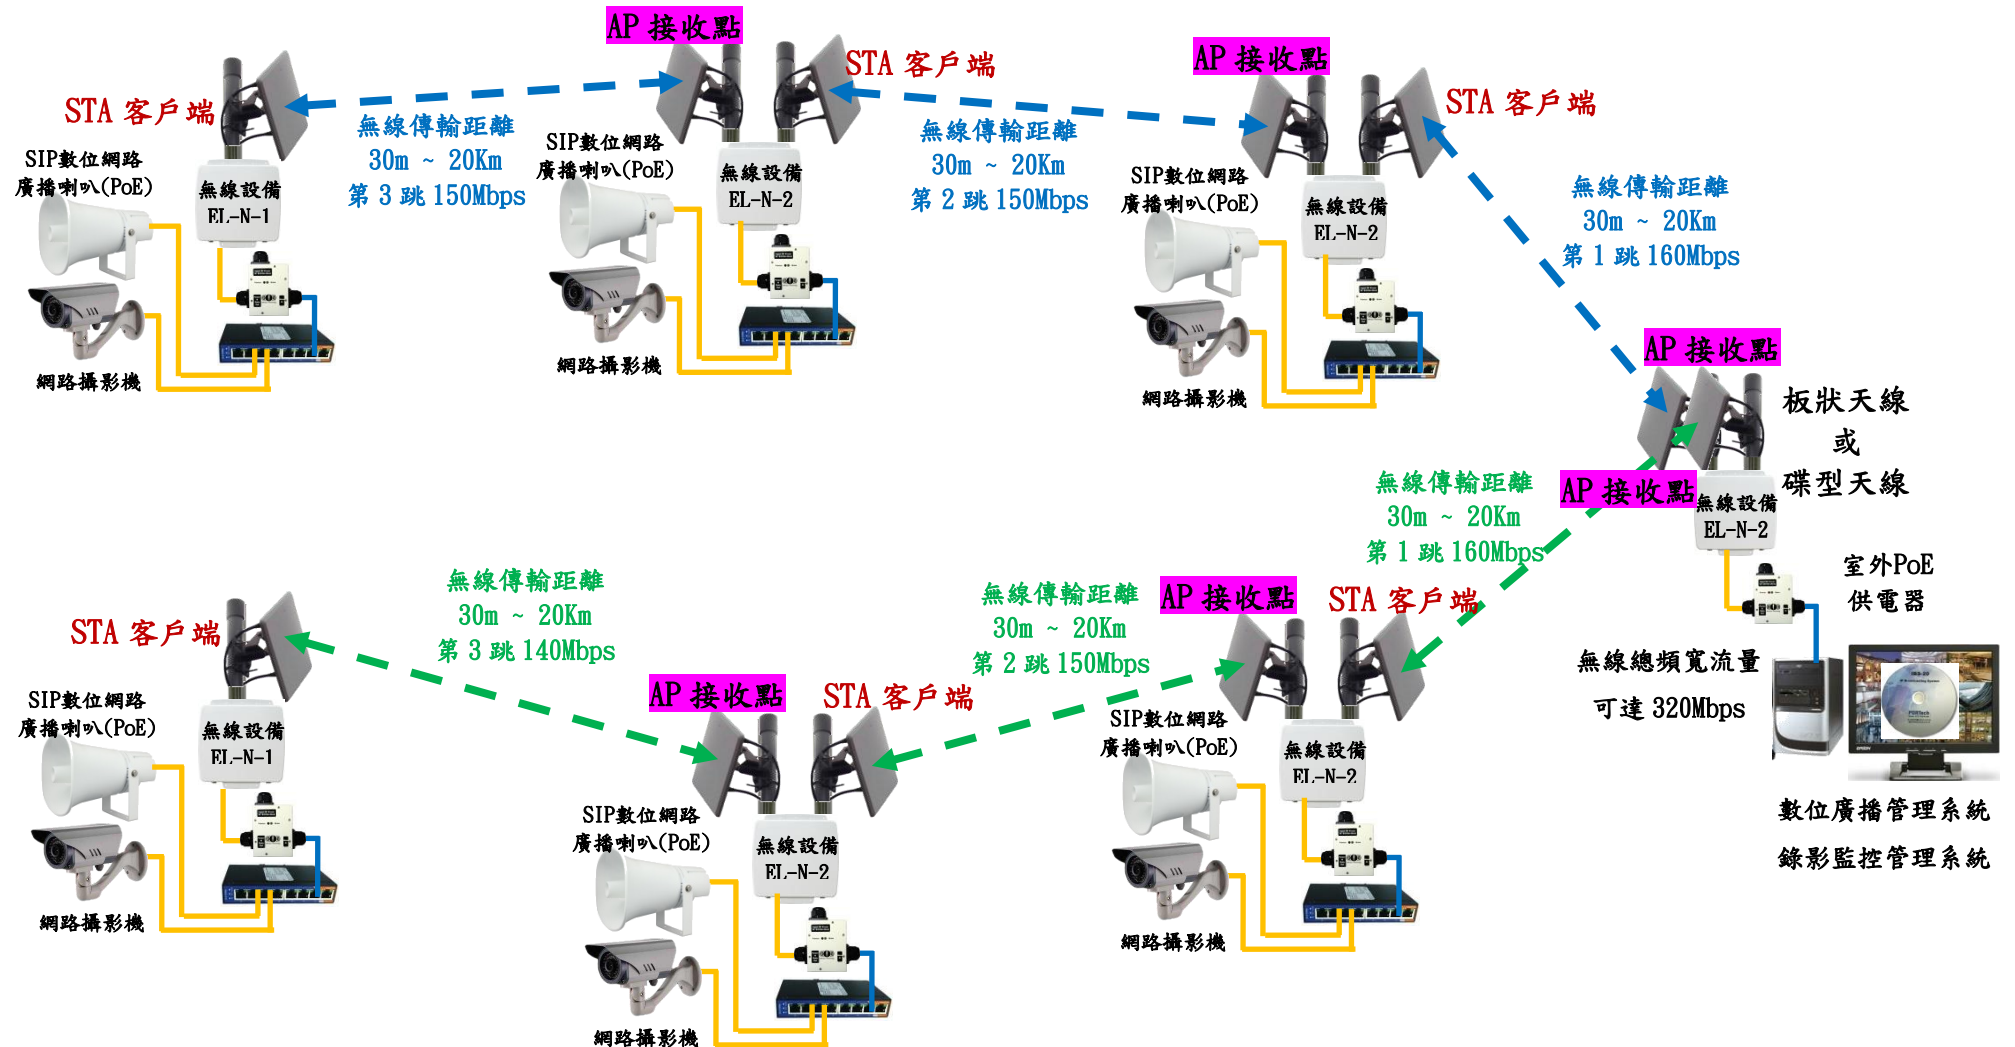 AP 接收點
STA 客戶端
AP 接收點
STA 客戶端
STA 客戶端
無線傳輸距離
30m ~ 20Km
第 3 跳 150Mbps
無線傳輸距離
30m ~ 20Km
第 2 跳 150Mbps
無線傳輸距離
30m ~ 20Km
第 1 跳 160Mbps
SIP數位網路
廣播喇叭(PoE)
無線設備
EL-N-1
網路攝影機
SIP數位網路
廣播喇叭(PoE)
無線設備
EL-N-2
網路攝影機
SIP數位網路
廣播喇叭(PoE)
無線設備
EL-N-2
網路攝影機
AP 接收點
板狀天線
或
碟型天線
AP 接收點
無線設備
EL-N-2
室外PoE
供電器
無線總頻寬流量
可達 320Mbps
數位廣播管理系統
錄影監控管理系統
無線傳輸距離
30m ~ 20Km
第 1 跳 160Mbps
無線傳輸距離
30m ~ 20Km
第 2 跳 150Mbps
無線傳輸距離
30m ~ 20Km
第 3 跳 140Mbps
STA 客戶端
SIP數位網路
廣播喇叭(PoE)
無線設備
EL-N-1
網路攝影機
AP 接收點
STA 客戶端
SIP數位網路
廣播喇叭(PoE)
無線設備
EL-N-2
網路攝影機
AP 接收點
STA 客戶端
SIP數位網路
廣播喇叭(PoE)
無線設備
EL-N-2
網路攝影機